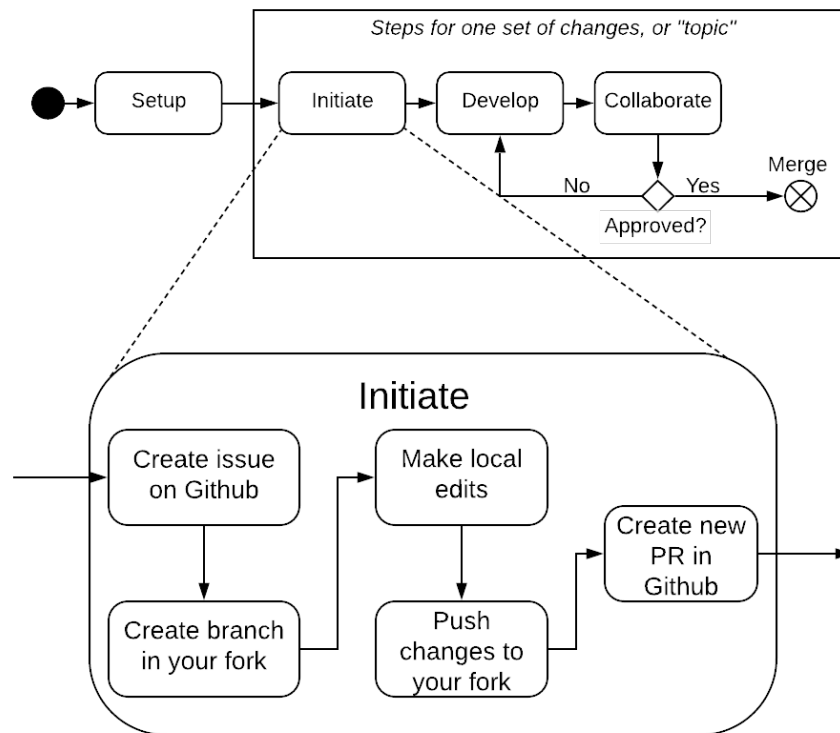 Steps for one set of changes, or "topic"
Setup
Initiate
Develop
Collaborate
Merge
No
Yes
Approved?
Initiate
Create issue
on Github
Create branch
in your fork
Make local
edits
Push
changes to
your fork
Create new
PR in
Github